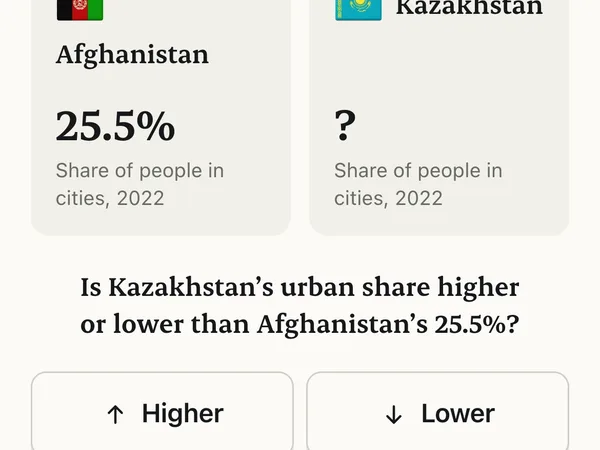 Kazakhstan
Afghanistan
25.5%
?
Share of people in
cities, 2022
Share of people in
cities, 2022
Is Kazakhstan’s urban share higher
or lower than Afghanistan’s 25.5%?
↑ Higher
↓ Lower